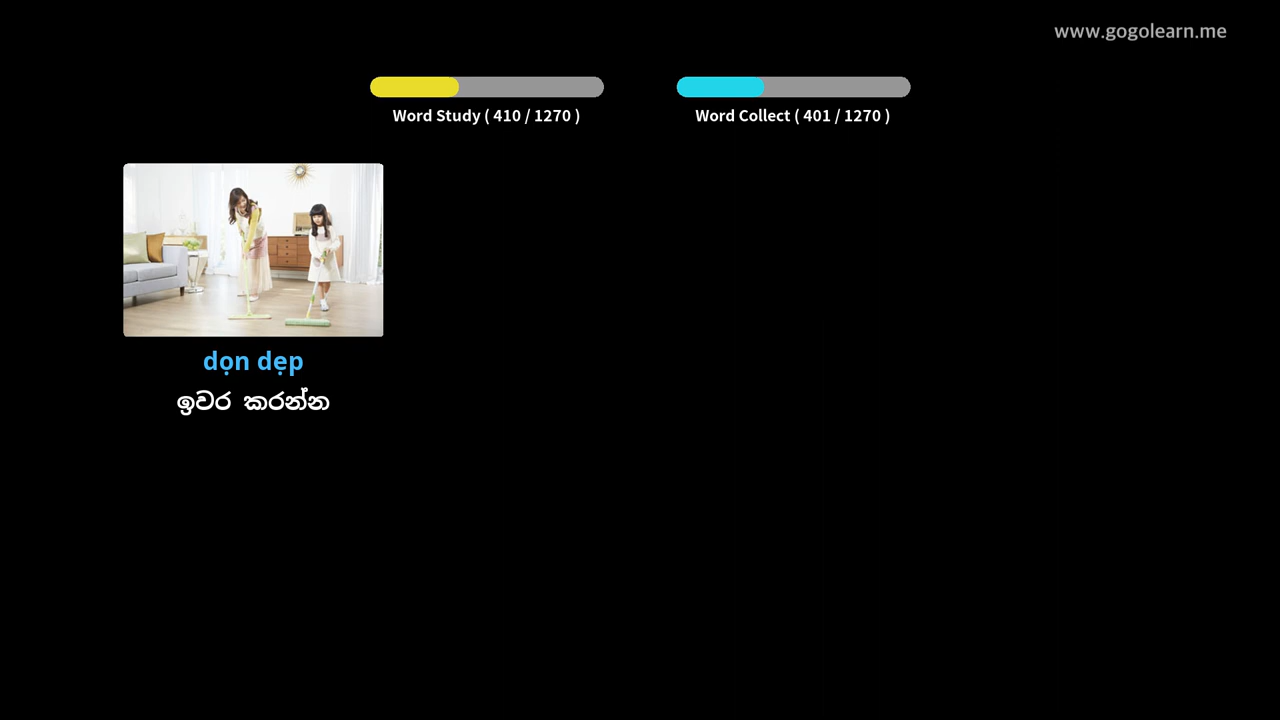 www.gogolearn.me
Word Study ( 410 / 1270 )
Word Collect ( 401 / 1270 )
dọn dẹp
ඉවර කරන්න